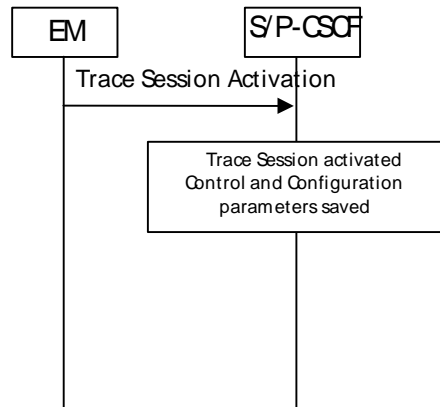 EM
S/P-CSCF
Trace Session Activation
Trace Session activated
Control and Configuration
parameters saved